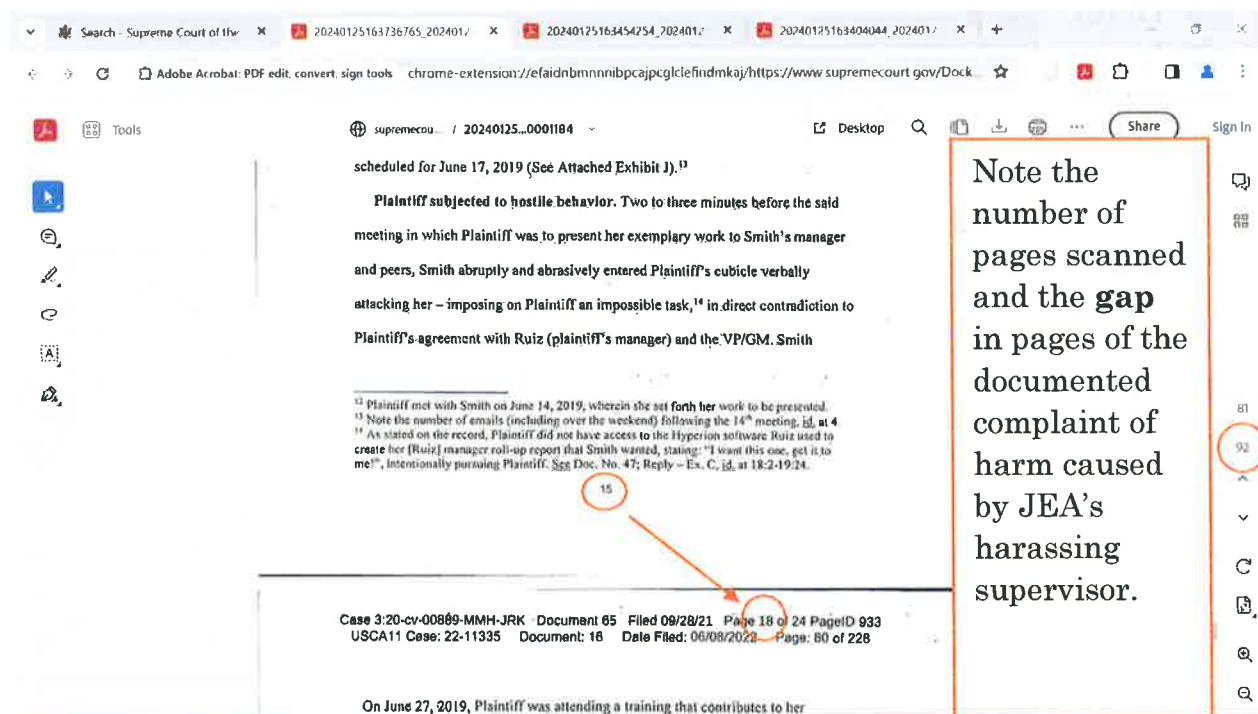 Search - Supreme Court of the
20240125163736765_202401
20240125163454254_202401
20240125163404044_202401
Adobe Acrobat: PDF edit, convert, sign tools chrome-extension://efaidnbmnnnibpcajpcglclefindmkaj/https://www.supremecourt.gov/Dock
Tools
supremecou... / 20240125...0001184
Desktop
Share
Sign In
scheduled for June 17, 2019 (See Attached Exhibit J).¹³
Plaintiff subjected to hostile behavior. Two to three minutes before the said
meeting in which Plaintiff was to present her exemplary work to Smith's manager
and peers, Smith abruptly and abrasively entered Plaintiff's cubicle verbally
attacking her – imposing on Plaintiff an impossible task,¹⁴ in direct contradiction to
Plaintiff's agreement with Ruiz (plaintiff's manager) and the VP/GM. Smith
¹² Plaintiff met with Smith on June 14, 2019, wherein she set forth her work to be presented.
¹³ Note the number of emails (including over the weekend) following the 14ᵗʰ meeting, id. at 4
¹⁴ As stated on the record, Plaintiff did not have access to the Hyperion software Ruiz used to
create her [Ruiz] manager roll-up report that Smith wanted, stating: "I want this one, get it to
me!", intentionally pursuing Plaintiff. See Doc. No. 47; Reply – Ex. C, id. at 18:2-19:24.
15
Case 3:20-cv-00869-MMH-JRK Document 65 Filed 09/28/21 Page 18 of 24 PageID 933
USCA11 Case: 22-11335 Document: 16 Date Filed: 06/08/2022 Page: 80 of 228
On June 27, 2019, Plaintiff was attending a training that contributes to her
Note the
number of
pages scanned
and the gap
in pages of the
documented
complaint of
harm caused
by JEA's
harassing
supervisor.
81
92